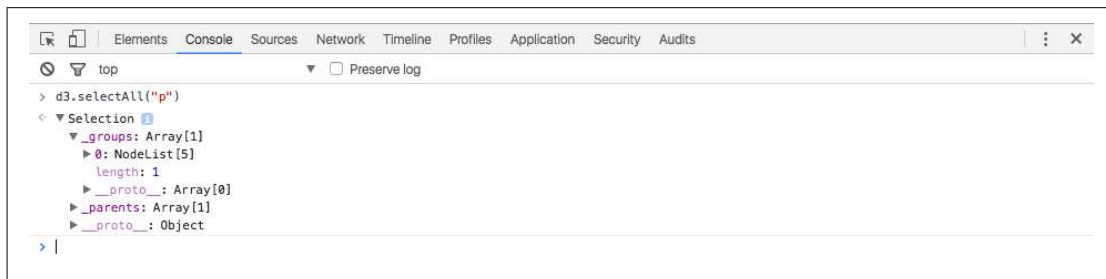 Elements Console Sources Network Timeline Profiles Application Security Audits
top Preserve log
> d3.selectAll("p")
Selection i
_groups: Array[1]
0: NodeList[5]
length: 1
__proto__: Array[0]
_parents: Array[1]
__proto__: Object
>